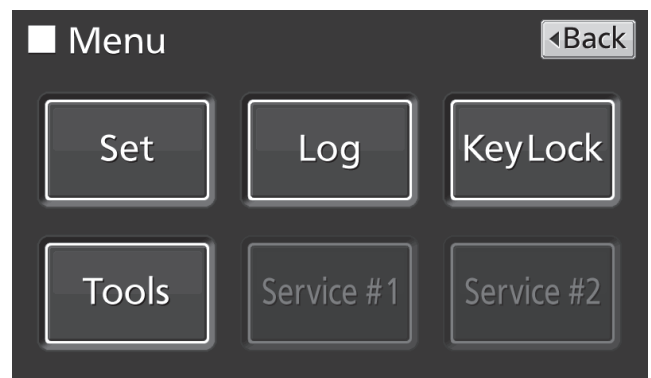 Menu
◂Back
Set
Log
KeyLock
Tools
Service #1
Service #2